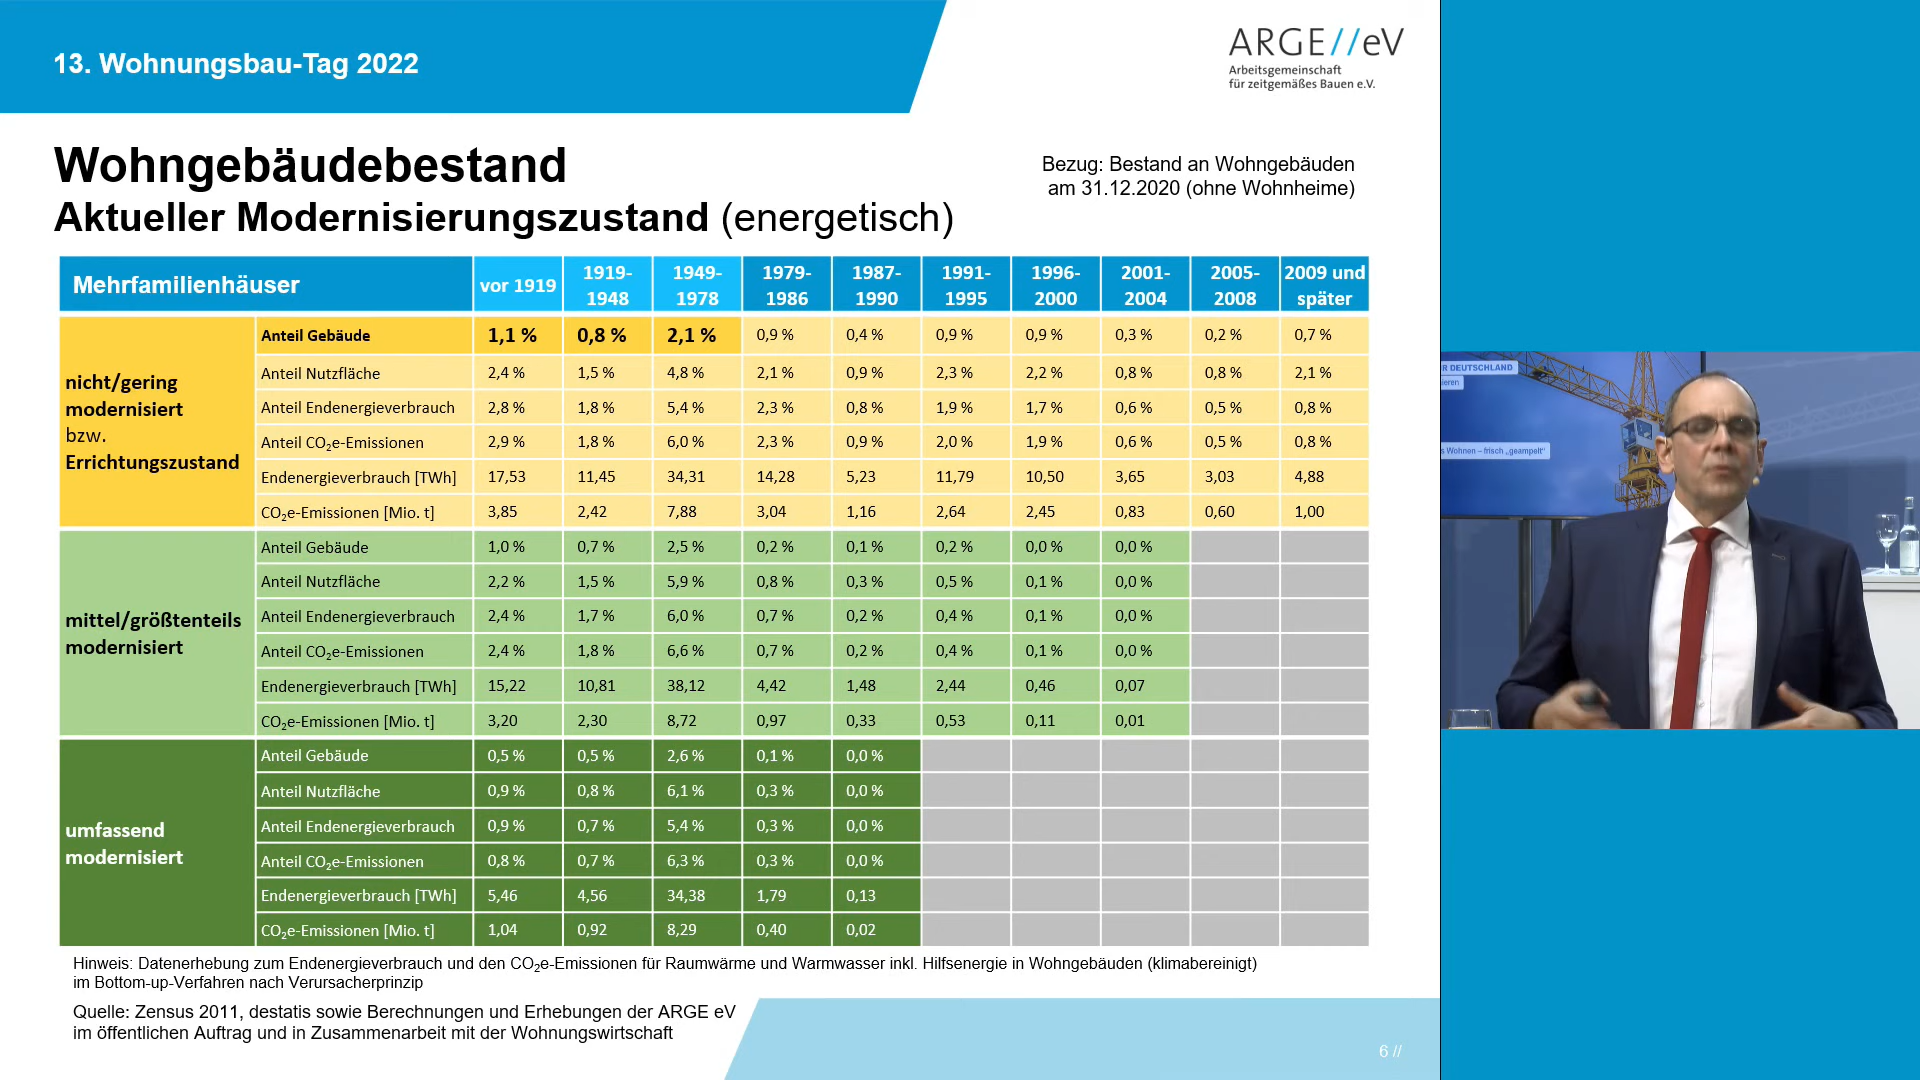 13. Wohnungsbau-Tag 2022
ARGE//eV
Arbeitsgemeinschaft
für zeitgemäßes Bauen e.V.
Wohngebäudebestand
Aktueller Modernisierungszustand (energetisch)
Bezug: Bestand an Wohngebäuden
am 31.12.2020 (ohne Wohnheime)
Mehrfamilienhäuser vor 1919 1919-1948 1949-1978 1979-1986 1987-1990 1991-1995 1996-2000 2001-2004 2005-2008 2009 und später
nicht/gering modernisiert bzw. Errichtungszustand
Anteil Gebäude 1,1 % 0,8 % 2,1 % 0,9 % 0,4 % 0,9 % 0,9 % 0,3 % 0,2 % 0,7 %
Anteil Nutzfläche 2,4 % 1,5 % 4,8 % 2,1 % 0,9 % 2,3 % 2,2 % 0,8 % 0,8 % 2,1 %
Anteil Endenergieverbrauch 2,8 % 1,8 % 5,4 % 2,3 % 0,8 % 1,9 % 1,7 % 0,6 % 0,5 % 0,8 %
Anteil CO₂e-Emissionen 2,9 % 1,8 % 6,0 % 2,3 % 0,9 % 2,0 % 1,9 % 0,6 % 0,5 % 0,8 %
Endenergieverbrauch [TWh] 17,53 11,45 34,31 14,28 5,23 11,79 10,50 3,65 3,03 4,88
CO₂e-Emissionen [Mio. t] 3,85 2,42 7,88 3,04 1,16 2,64 2,45 0,83 0,60 1,00
mittel/größtenteils modernisiert
Anteil Gebäude 1,0 % 0,7 % 2,5 % 0,2 % 0,1 % 0,2 % 0,0 % 0,0 %
Anteil Nutzfläche 2,2 % 1,5 % 5,9 % 0,8 % 0,3 % 0,5 % 0,1 % 0,0 %
Anteil Endenergieverbrauch 2,4 % 1,7 % 6,0 % 0,7 % 0,2 % 0,4 % 0,1 % 0,0 %
Anteil CO₂e-Emissionen 2,4 % 1,8 % 6,6 % 0,7 % 0,2 % 0,4 % 0,1 % 0,0 %
Endenergieverbrauch [TWh] 15,22 10,81 38,12 4,42 1,48 2,44 0,46 0,07
CO₂e-Emissionen [Mio. t] 3,20 2,30 8,72 0,97 0,33 0,53 0,11 0,01
umfassend modernisiert
Anteil Gebäude 0,5 % 0,5 % 2,6 % 0,1 % 0,0 %
Anteil Nutzfläche 0,9 % 0,8 % 6,1 % 0,3 % 0,0 %
Anteil Endenergieverbrauch 0,9 % 0,7 % 5,4 % 0,3 % 0,0 %
Anteil CO₂e-Emissionen 0,8 % 0,7 % 6,3 % 0,3 % 0,0 %
Endenergieverbrauch [TWh] 5,46 4,56 34,38 1,79 0,13
CO₂e-Emissionen [Mio. t] 1,04 0,92 8,29 0,40 0,02
Hinweis: Datenerhebung zum Endenergieverbrauch und den CO₂e-Emissionen für Raumwärme und Warmwasser inkl. Hilfsenergie in Wohngebäuden (klimabereinigt)
im Bottom-up-Verfahren nach Verursacherprinzip
Quelle: Zensus 2011, destatis sowie Berechnungen und Erhebungen der ARGE eV
im öffentlichen Auftrag und in Zusammenarbeit mit der Wohnungswirtschaft
6 //
R DEUTSCHLAND
ieren
s Wohnen – frisch „geampelt“